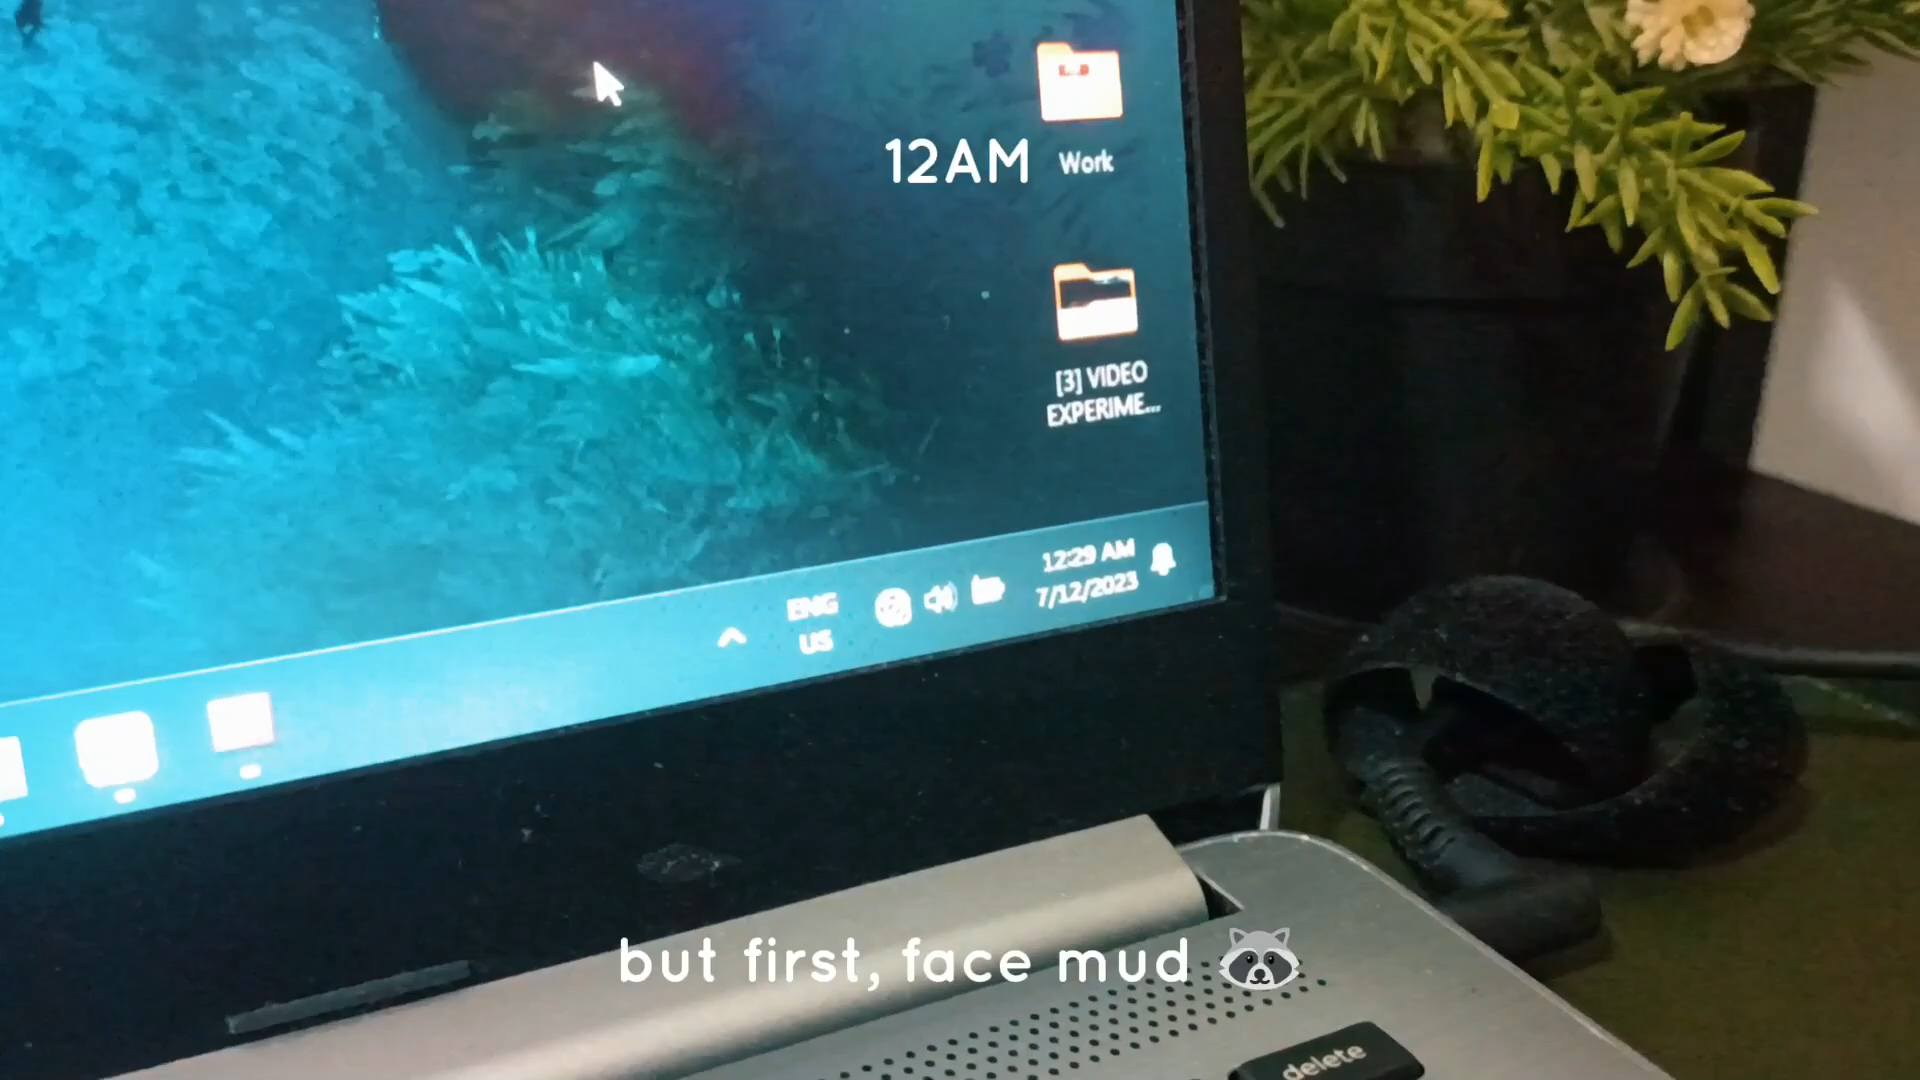 12AM
Work
[3] VIDEO
EXPERIME...
12:29 AM
7/12/2023
ENG
US
but first, face mud 🦝
delete